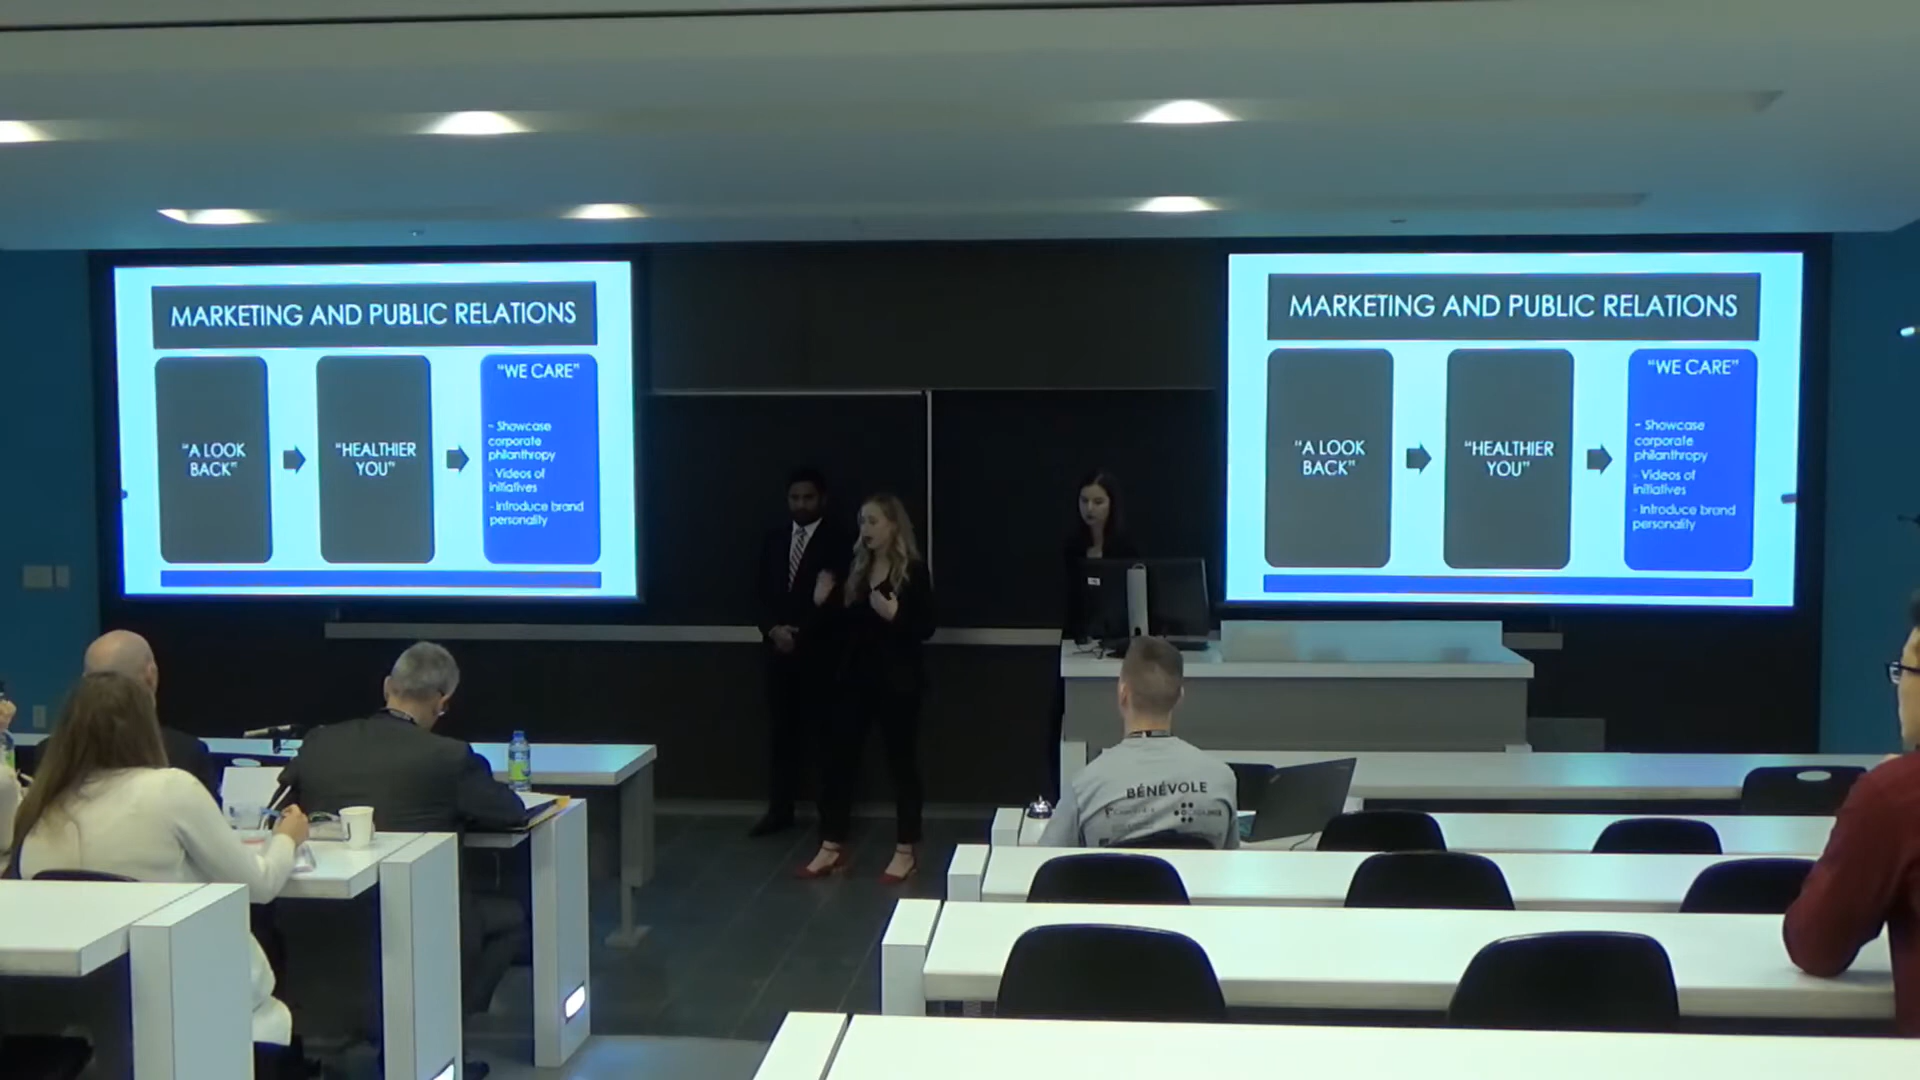 MARKETING AND PUBLIC RELATIONS
"A LOOK
BACK"
"HEALTHIER
YOU"
"WE CARE"
- Showcase
corporate
philanthropy
- Videos of
initiatives
- Introduce brand
personality
MARKETING AND PUBLIC RELATIONS
"A LOOK
BACK"
"HEALTHIER
YOU"
"WE CARE"
- Showcase
corporate
philanthropy
- Videos of
initiatives
- Introduce brand
personality
BÉNÉVOLE